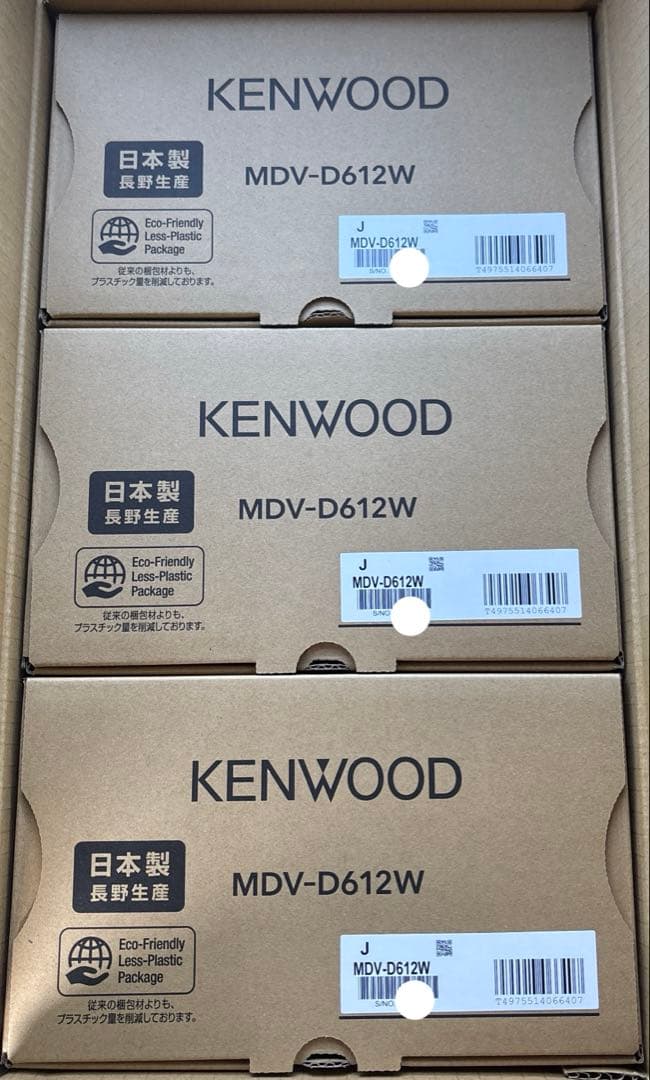 KENWOOD
日本製
長野生産
MDV-D612W
Eco-Friendly
Less-Plastic
Package
従来の梱包材よりも、
プラスチック量を削減しております。
J
MDV-D612W
S/NO.
T4975514066407
KENWOOD
日本製
長野生産
MDV-D612W
Eco-Friendly
Less-Plastic
Package
従来の梱包材よりも、
プラスチック量を削減しております。
J
MDV-D612W
S/NO.
T4975514066407
KENWOOD
日本製
長野生産
MDV-D612W
Eco-Friendly
Less-Plastic
Package
従来の梱包材よりも、
プラスチック量を削減しております。
J
MDV-D612W
S/NO.
T4975514066407